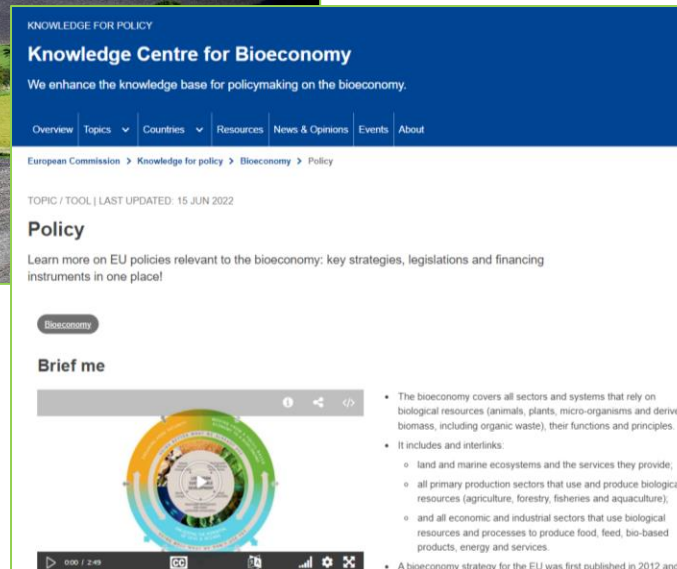 KNOWLEDGE FOR POLICY
Knowledge Centre for Bioeconomy
We enhance the knowledge base for policymaking on the bioeconomy.
Overview Topics Countries Resources News & Opinions Events About
European Commission > Knowledge for policy > Bioeconomy > Policy
TOPIC / TOOL | LAST UPDATED: 15 JUN 2022
Policy
Learn more on EU policies relevant to the bioeconomy: key strategies, legislations and financing
instruments in one place!
Bioeconomy
Brief me
0:00 / 2:49
CC
• The bioeconomy covers all sectors and systems that rely on
biological resources (animals, plants, micro-organisms and derive
biomass, including organic waste), their functions and principles.
• It includes and interlinks:
○ land and marine ecosystems and the services they provide;
○ all primary production sectors that use and produce biologica
resources (agriculture, forestry, fisheries and aquaculture);
○ and all economic and industrial sectors that use biological
resources and processes to produce food, feed, bio-based
products, energy and services.
• A bioeconomy strategy for the EU was first published in 2012 and